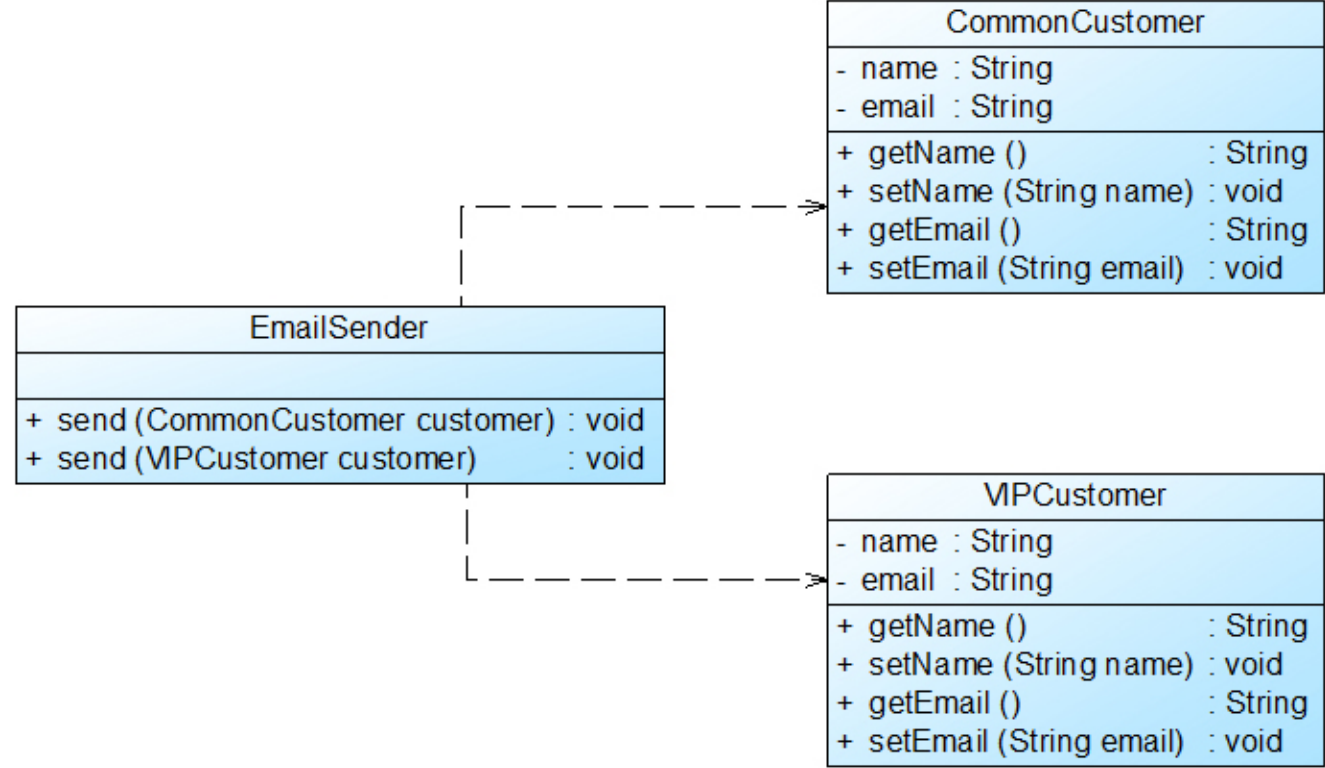 CommonCustomer
- name : String
- email : String
+ getName () : String
+ setName (String name) : void
+ getEmail () : String
+ setEmail (String email) : void
EmailSender
+ send (CommonCustomer customer) : void
+ send (VIPCustomer customer) : void
VIPCustomer
- name : String
- email : String
+ getName () : String
+ setName (String name) : void
+ getEmail () : String
+ setEmail (String email) : void